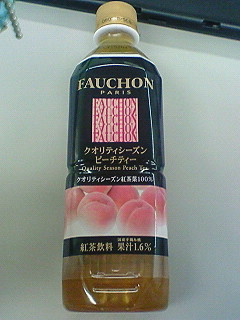 FAUCHON
PARIS
クオリティシーズン
ピーチティー
Quality Season Peach Tea
クオリティシーズン紅茶葉100%
紅茶飲料 果汁1.6%